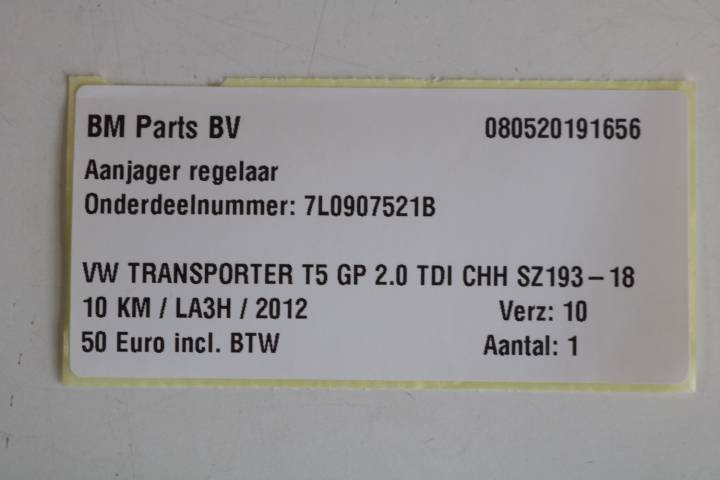 BM Parts BV 080520191656
Aanjager regelaar
Onderdeelnummer: 7L0907521B
VW TRANSPORTER T5 GP 2.0 TDI CHH SZ193-18
10 KM / LA3H / 2012 Verz: 10
50 Euro incl. BTW Aantal: 1